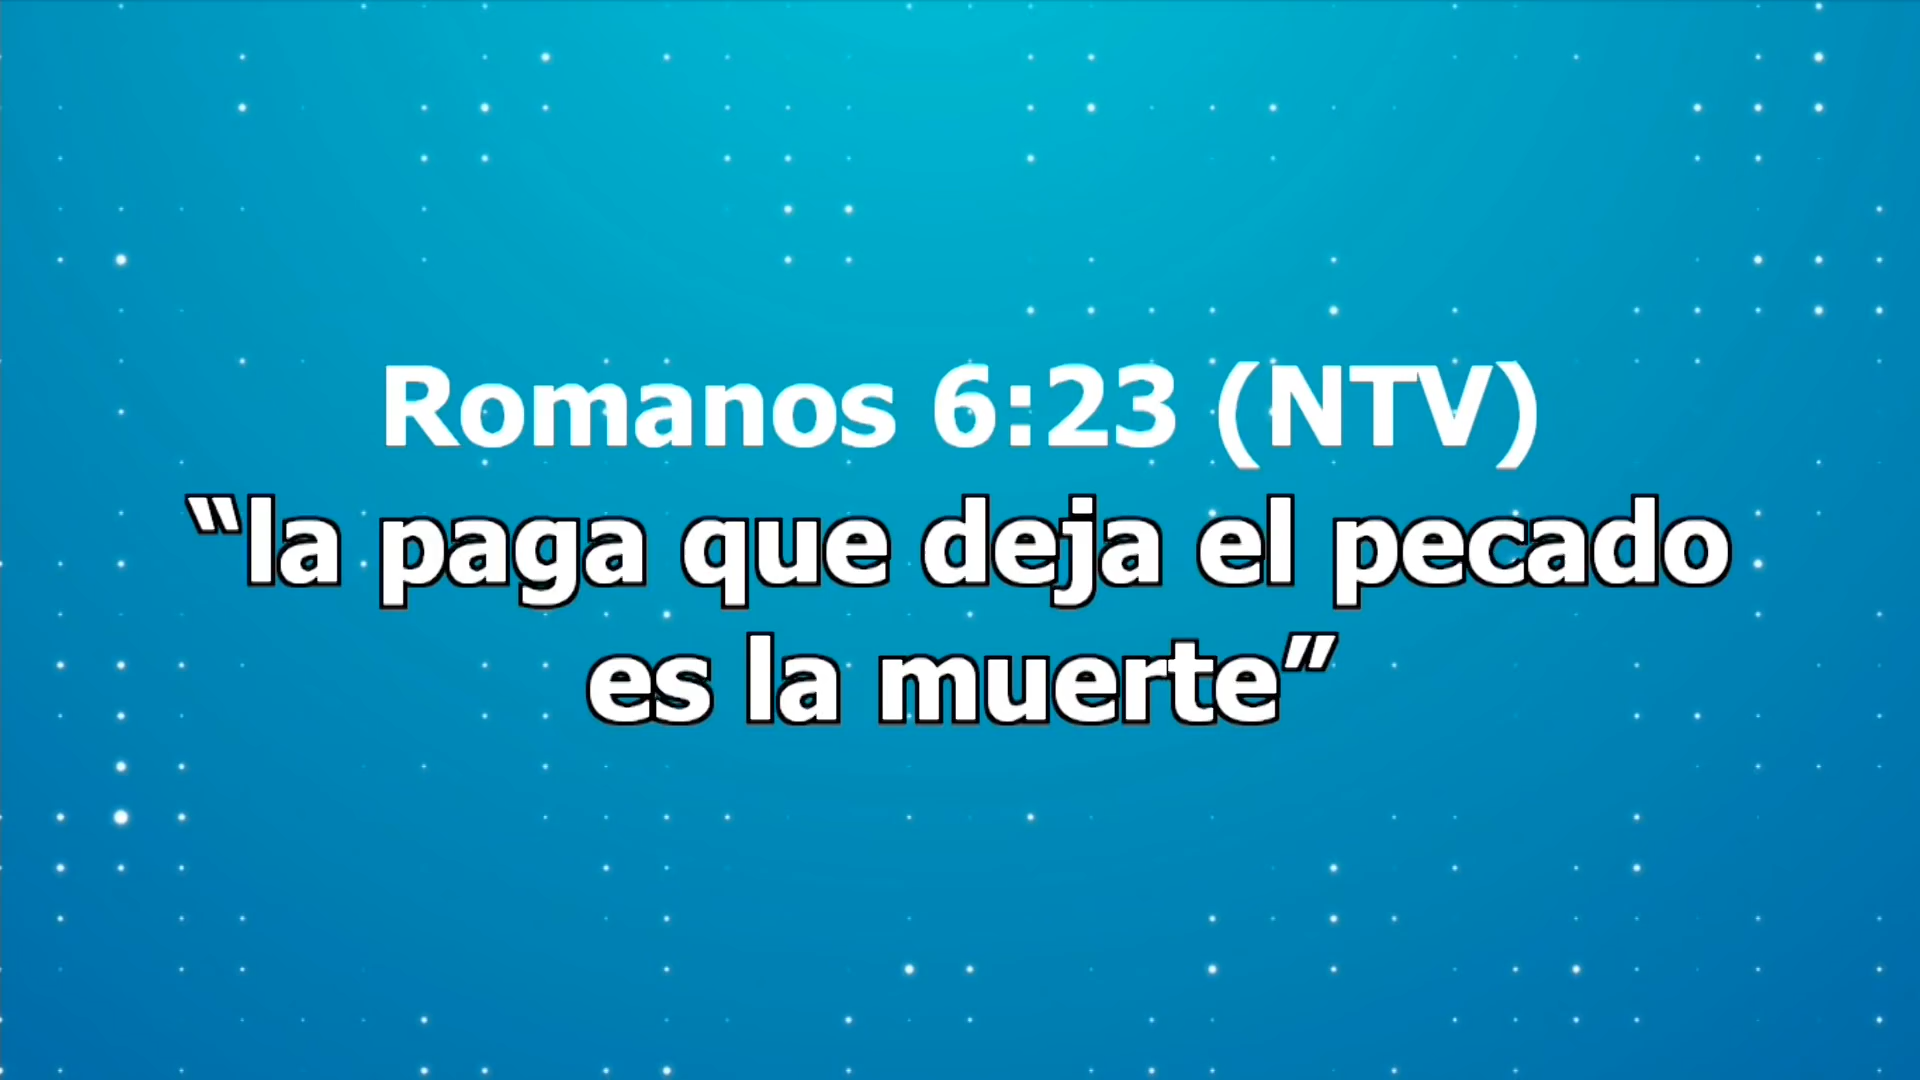 Romanos 6:23 (NTV)
“la paga que deja el pecado
es la muerte”